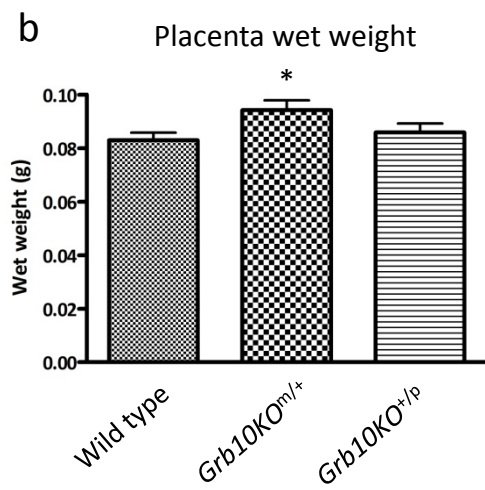 b
Placenta wet weight
*
0.10
0.08
0.06
0.04
0.02
0.00
Wet weight (g)
Wild type
Grb10KO^m/+
Grb10KO^+/p